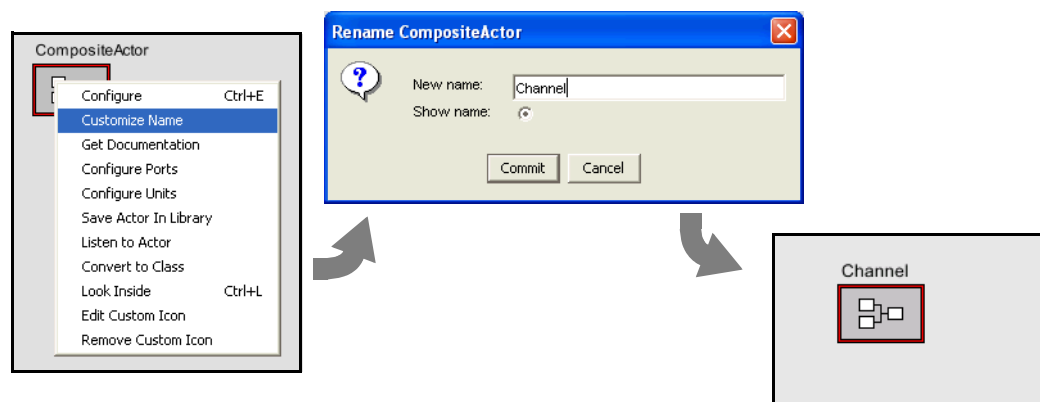 CompositeActor
Configure Ctrl+E
Customize Name
Get Documentation
Configure Ports
Configure Units
Save Actor In Library
Listen to Actor
Convert to Class
Look Inside Ctrl+L
Edit Custom Icon
Remove Custom Icon
Rename CompositeActor
New name: Channel
Show name:
Commit Cancel
Channel